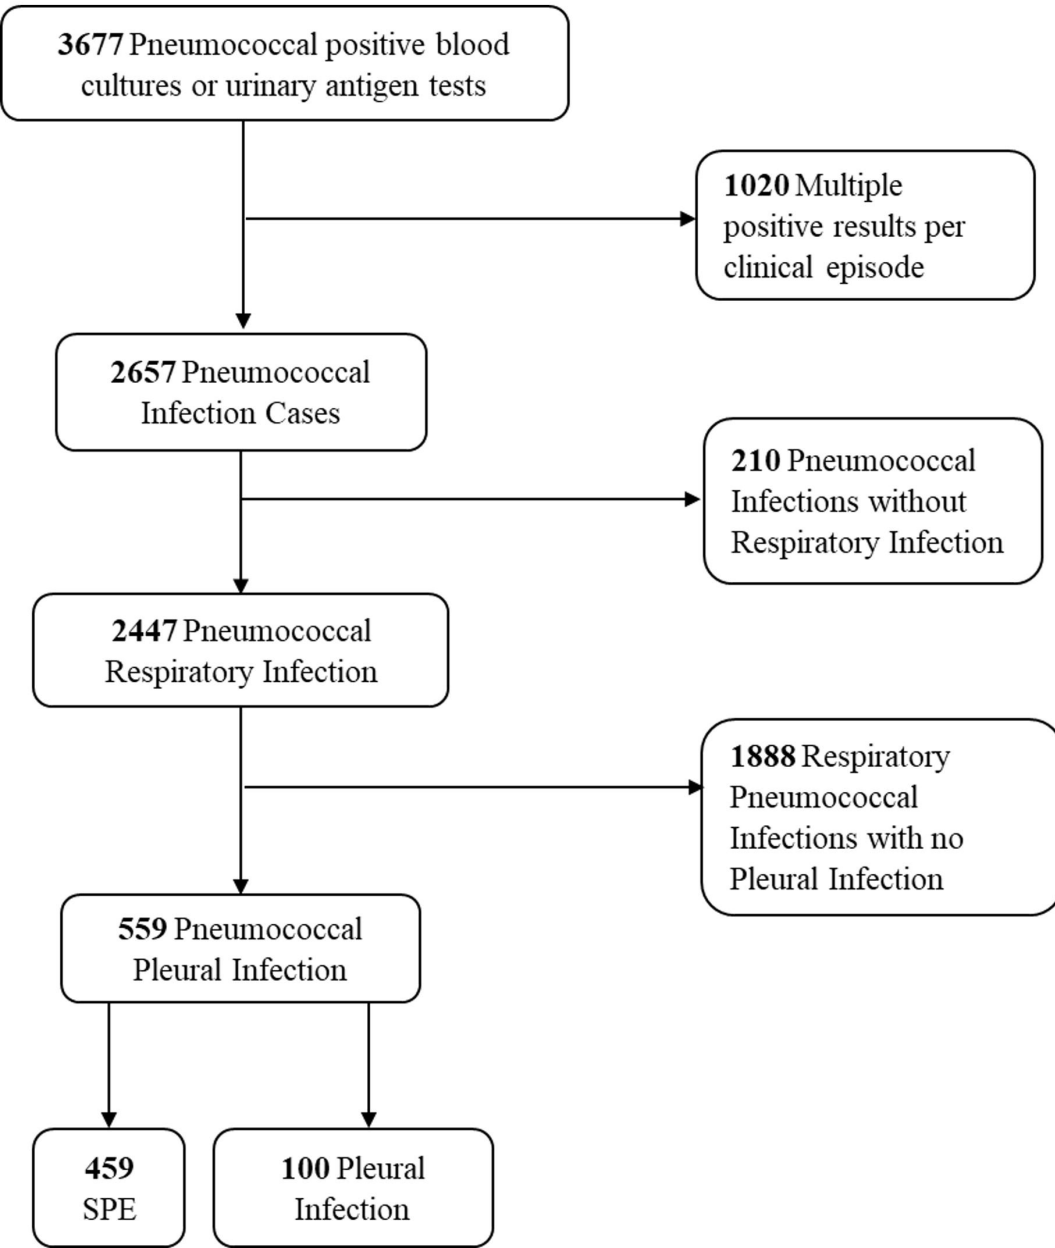 3677 Pneumococcal positive blood
cultures or urinary antigen tests
1020 Multiple
positive results per
clinical episode
2657 Pneumococcal
Infection Cases
210 Pneumococcal
Infections without
Respiratory Infection
2447 Pneumococcal
Respiratory Infection
1888 Respiratory
Pneumococcal
Infections with no
Pleural Infection
559 Pneumococcal
Pleural Infection
459
SPE
100 Pleural
Infection